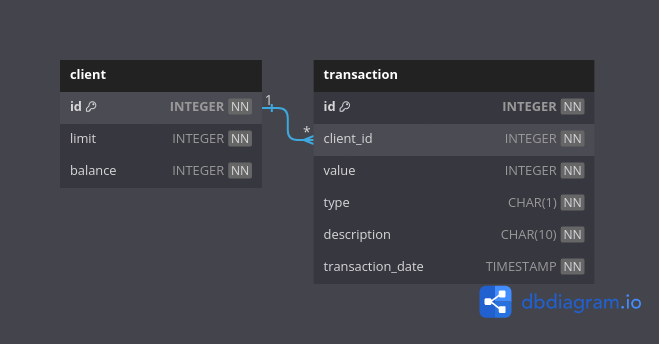 client
id INTEGER NN
limit INTEGER NN
balance INTEGER NN
1
*
transaction
id INTEGER NN
client_id INTEGER NN
value INTEGER NN
type CHAR(1) NN
description CHAR(10) NN
transaction_date TIMESTAMP NN
dbdiagram.io